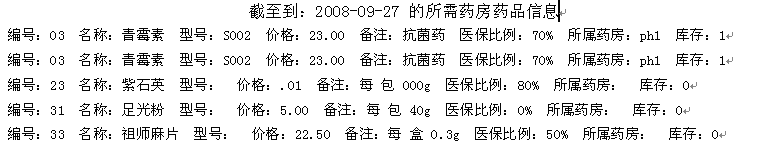 截至到：2008-09-27 的所需药房药品信息
编号：03 名称：青霉素 型号：S002 价格：23.00 备注：抗菌药 医保比例：70% 所属药房：ph1 库存：1
编号：03 名称：青霉素 型号：S002 价格：23.00 备注：抗菌药 医保比例：70% 所属药房：ph1 库存：1
编号：23 名称：紫石英 型号： 价格：.01 备注：每 包 000g 医保比例：80% 所属药房： 库存：0
编号：31 名称：足光粉 型号： 价格：5.00 备注：每 包 40g 医保比例：0% 所属药房： 库存：0
编号：33 名称：祖师麻片 型号： 价格：22.50 备注：每 盒 0.3g 医保比例：50% 所属药房： 库存：0